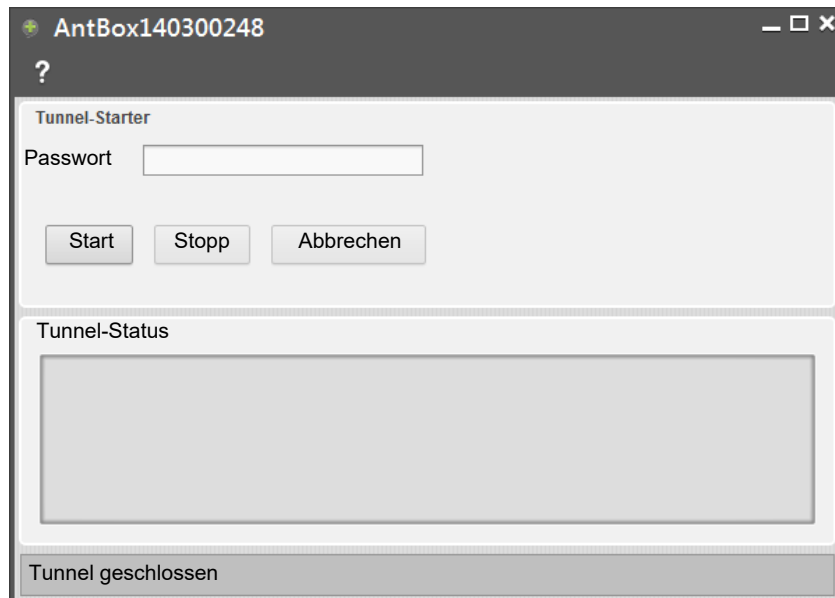 AntBox140300248
?
Tunnel-Starter
Passwort
Start Stopp Abbrechen
Tunnel-Status
Tunnel geschlossen